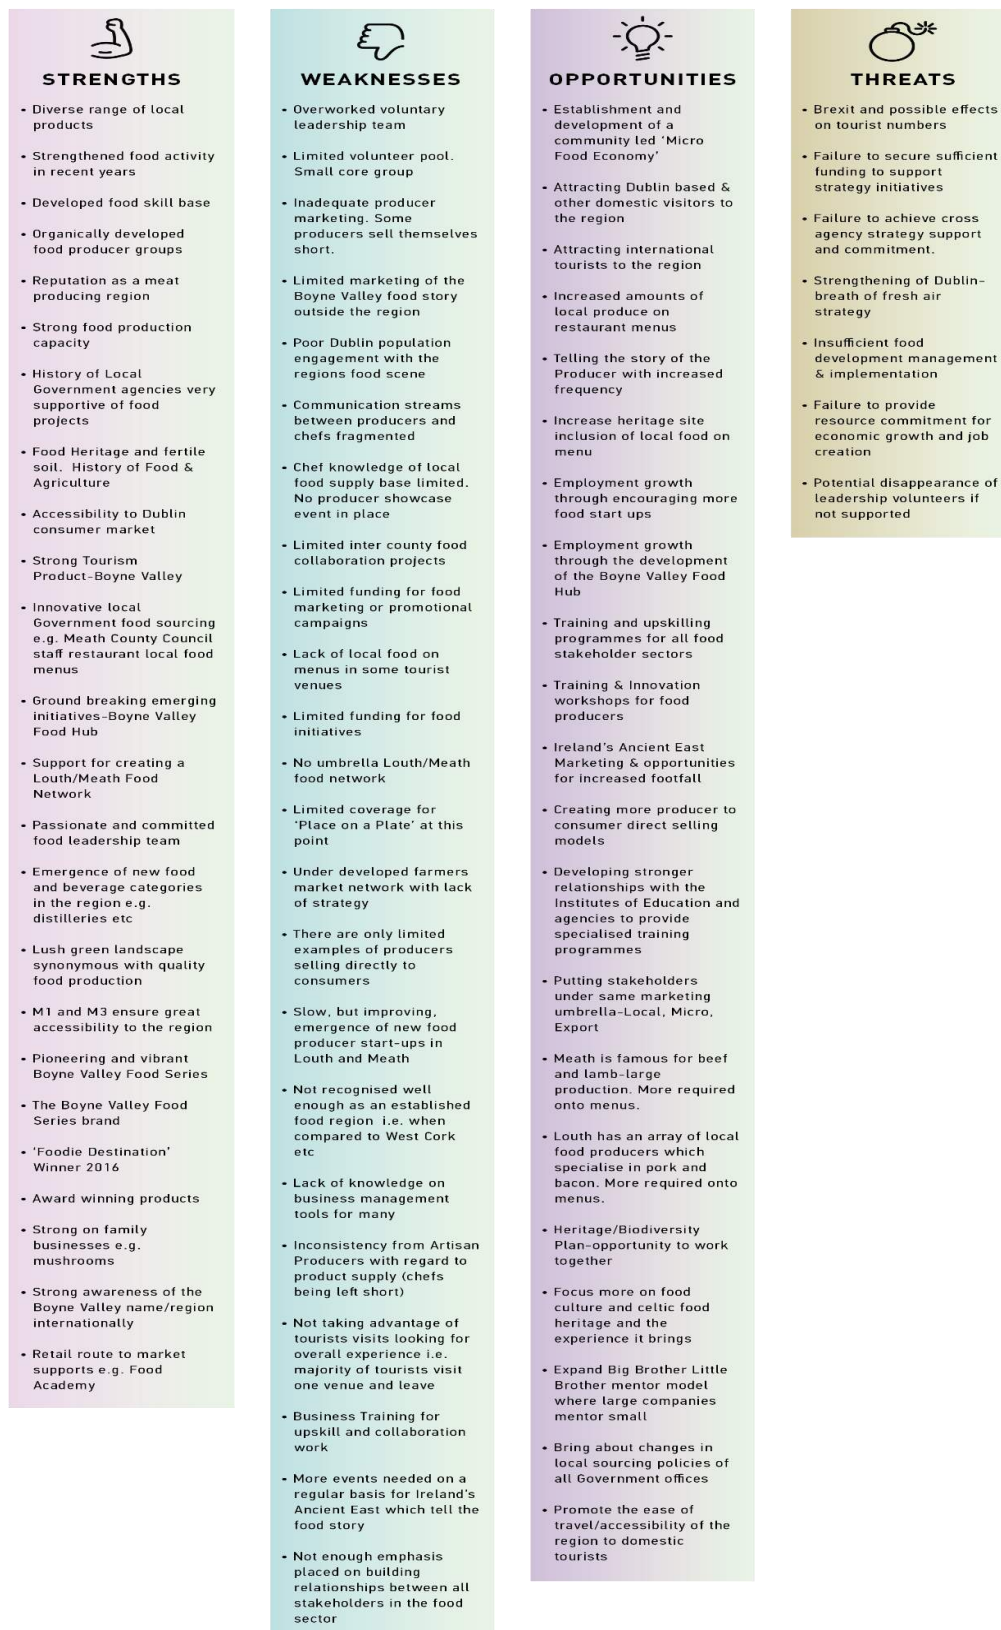 STRENGTHS
• Diverse range of local
products
• Strengthened food activity
in recent years
• Developed food skill base
• Organically developed
food producer groups
• Reputation as a meat
producing region
• Strong food production
capacity
• History of Local
Government agencies very
supportive of food
projects
• Food Heritage and fertile
soil. History of Food &
Agriculture
• Accessibility to Dublin
consumer market
• Strong Tourism
Product-Boyne Valley
• Innovative local
Government food sourcing
e.g. Meath County Council
staff restaurant local food
menus
• Ground breaking emerging
initiatives-Boyne Valley
Food Hub
• Support for creating a
Louth/Meath Food
Network
• Passionate and committed
food leadership team
• Emergence of new food
and beverage categories
in the region e.g.
distilleries etc
• Lush green landscape
synonymous with quality
food production
• M1 and M3 ensure great
accessibility to the region
• Pioneering and vibrant
Boyne Valley Food Series
• The Boyne Valley Food
Series brand
• 'Foodie Destination'
Winner 2016
• Award winning products
• Strong on family
businesses e.g.
mushrooms
• Strong awareness of the
Boyne Valley name/region
internationally
• Retail route to market
supports e.g. Food
Academy
WEAKNESSES
• Overworked voluntary
leadership team
• Limited volunteer pool.
Small core group
• Inadequate producer
marketing. Some
producers sell themselves
short.
• Limited marketing of the
Boyne Valley food story
outside the region
• Poor Dublin population
engagement with the
regions food scene
• Communication streams
between producers and
chefs fragmented
• Chef knowledge of local
food supply base limited.
No producer showcase
event in place
• Limited inter county food
collaboration projects
• Limited funding for food
marketing or promotional
campaigns
• Lack of local food on
menus in some tourist
venues
• Limited funding for food
initiatives
• No umbrella Louth/Meath
food network
• Limited coverage for
'Place on a Plate' at this
point
• Under developed farmers
market network with lack
of strategy
• There are only limited
examples of producers
selling directly to
consumers
• Slow, but improving,
emergence of new food
producer start-ups in
Louth and Meath
• Not recognised well
enough as an established
food region i.e. when
compared to West Cork
etc
• Lack of knowledge on
business management
tools for many
• Inconsistency from Artisan
Producers with regard to
product supply (chefs
being left short)
• Not taking advantage of
tourists visits looking for
overall experience i.e.
majority of tourists visit
one venue and leave
• Business Training for
upskill and collaboration
work
• More events needed on a
regular basis for Ireland's
Ancient East which tell the
food story
• Not enough emphasis
placed on building
relationships between all
stakeholders in the food
sector
OPPORTUNITIES
• Establishment and
development of a
community led 'Micro
Food Economy'
• Attracting Dublin based &
other domestic visitors to
the region
• Attracting international
tourists to the region
• Increased amounts of
local produce on
restaurant menus
• Telling the story of the
Producer with increased
frequency
• Increase heritage site
inclusion of local food on
menu
• Employment growth
through encouraging more
food start ups
• Employment growth
through the development
of the Boyne Valley Food
Hub
• Training and upskilling
programmes for all food
stakeholder sectors
• Training & Innovation
workshops for food
producers
• Ireland's Ancient East
Marketing & opportunities
for increased footfall
• Creating more producer to
consumer direct selling
models
• Developing stronger
relationships with the
Institutes of Education and
agencies to provide
specialised training
programmes
• Putting stakeholders
under same marketing
umbrella-Local, Micro,
Export
• Meath is famous for beef
and lamb-large
production. More required
onto menus.
• Louth has an array of local
food producers which
specialise in pork and
bacon. More required onto
menus.
• Heritage/Biodiversity
Plan-opportunity to work
together
• Focus more on food
culture and celtic food
heritage and the
experience it brings
• Expand Big Brother Little
Brother mentor model
where large companies
mentor small
• Bring about changes in
local sourcing policies of
all Government offices
• Promote the ease of
travel/accessibility of the
region to domestic
tourists
THREATS
• Brexit and possible effects
on tourist numbers
• Failure to secure sufficient
funding to support
strategy initiatives
• Failure to achieve cross
agency strategy support
and commitment.
• Strengthening of Dublin-
breath of fresh air
strategy
• Insufficient food
development management
& implementation
• Failure to provide
resource commitment for
economic growth and job
creation
• Potential disappearance of
leadership volunteers if
not supported